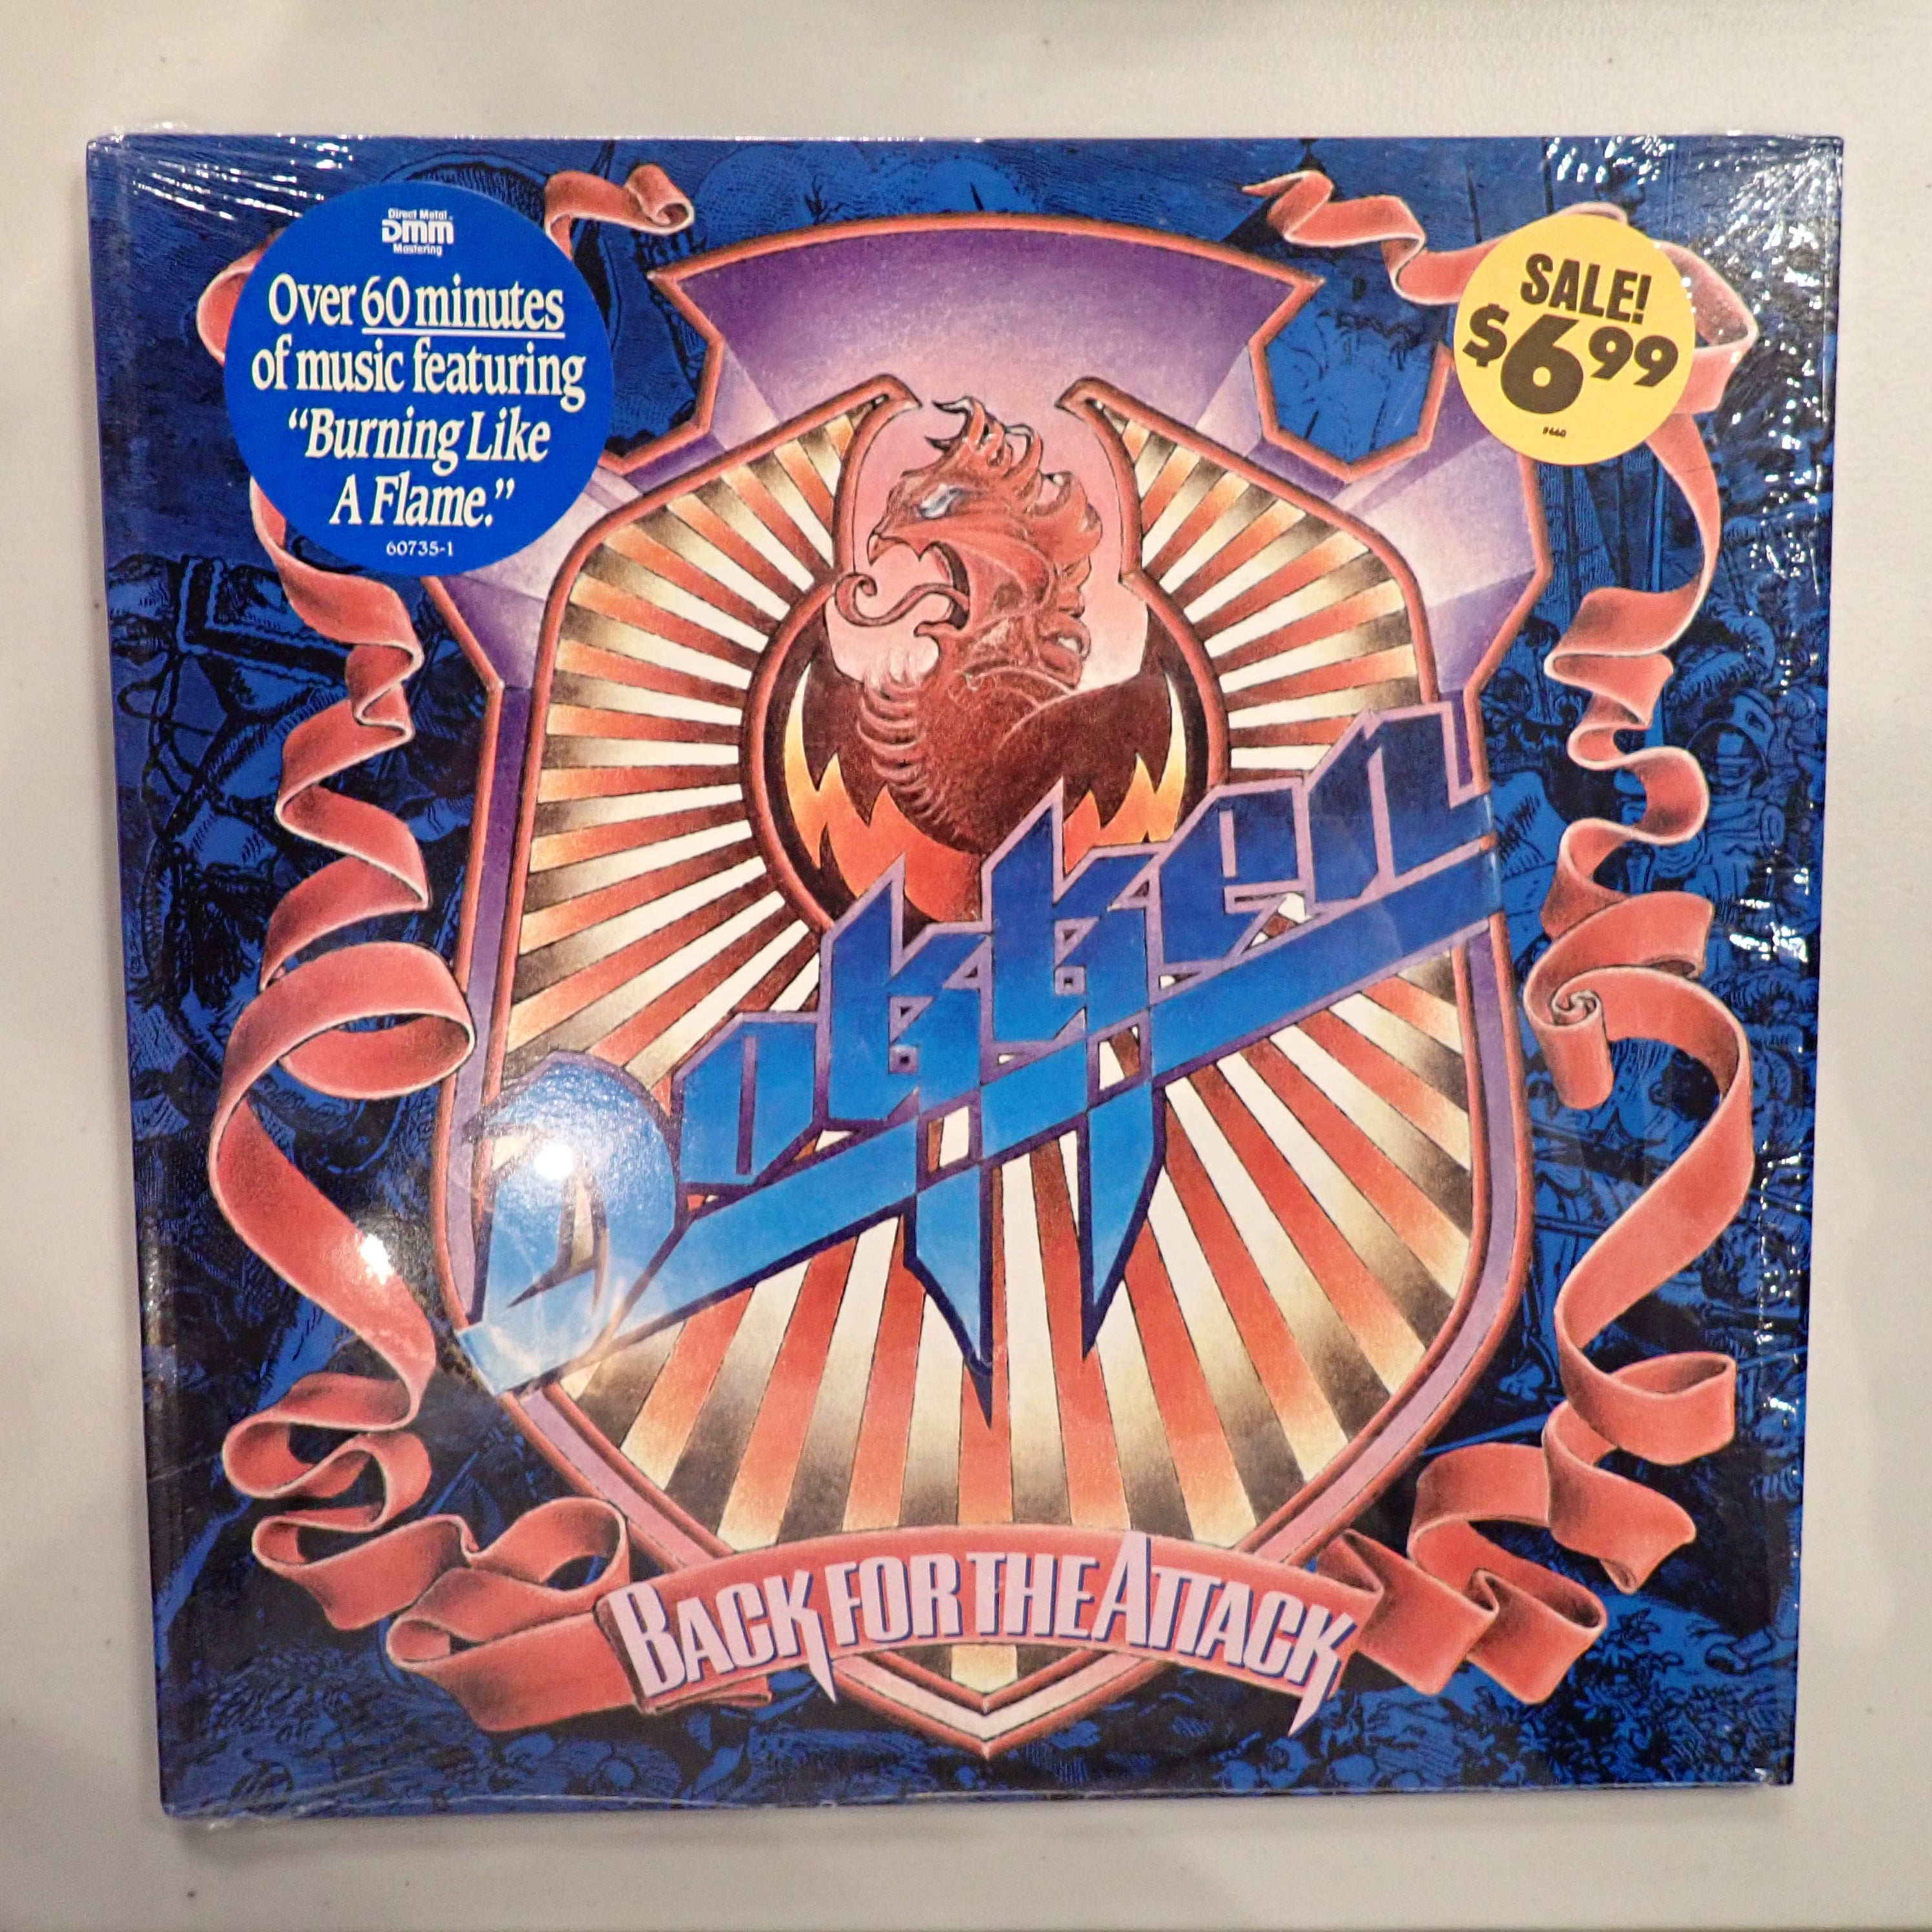 Direct Metal
DMM
Mastering
Over 60 minutes
of music featuring
“Burning Like
A Flame.”
60735-1
SALE!
$6.99
#660
Dokken
BACK FOR THE ATTACK